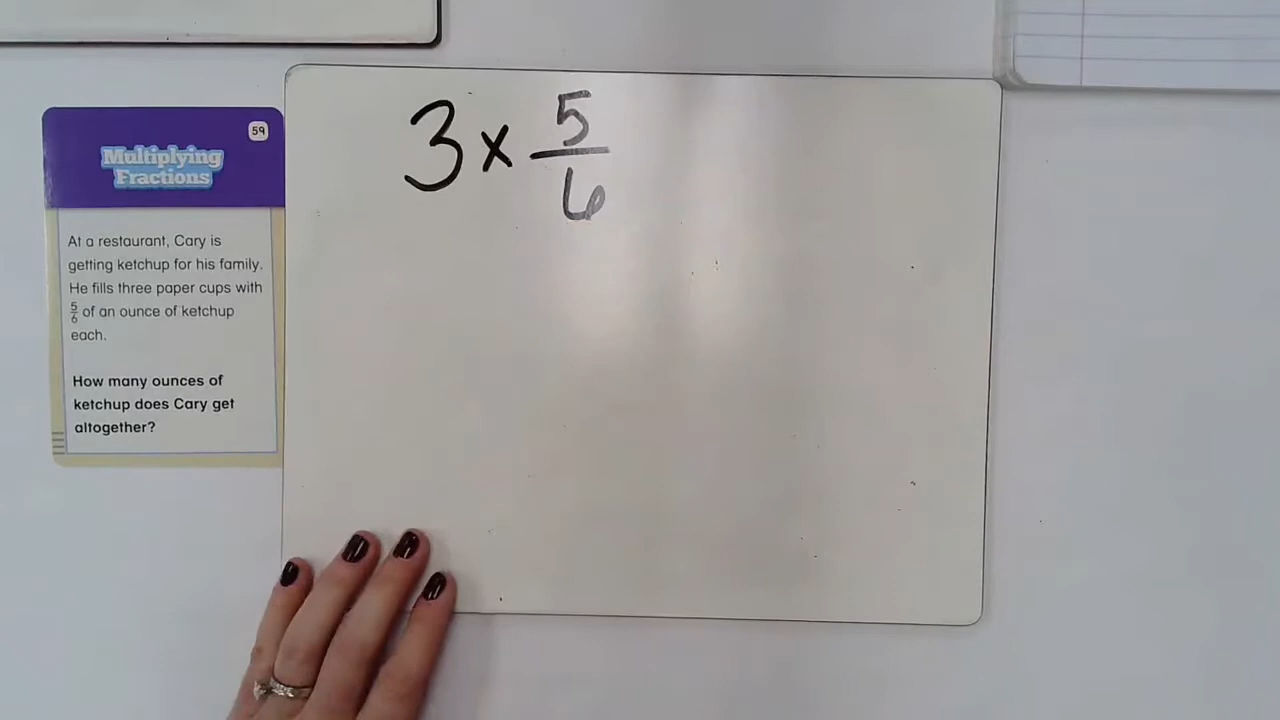 59
Multiplying
Fractions
At a restaurant, Cary is
getting ketchup for his family.
He fills three paper cups with
5/6 of an ounce of ketchup
each.
How many ounces of
ketchup does Cary get
altogether?
3 × 5/6